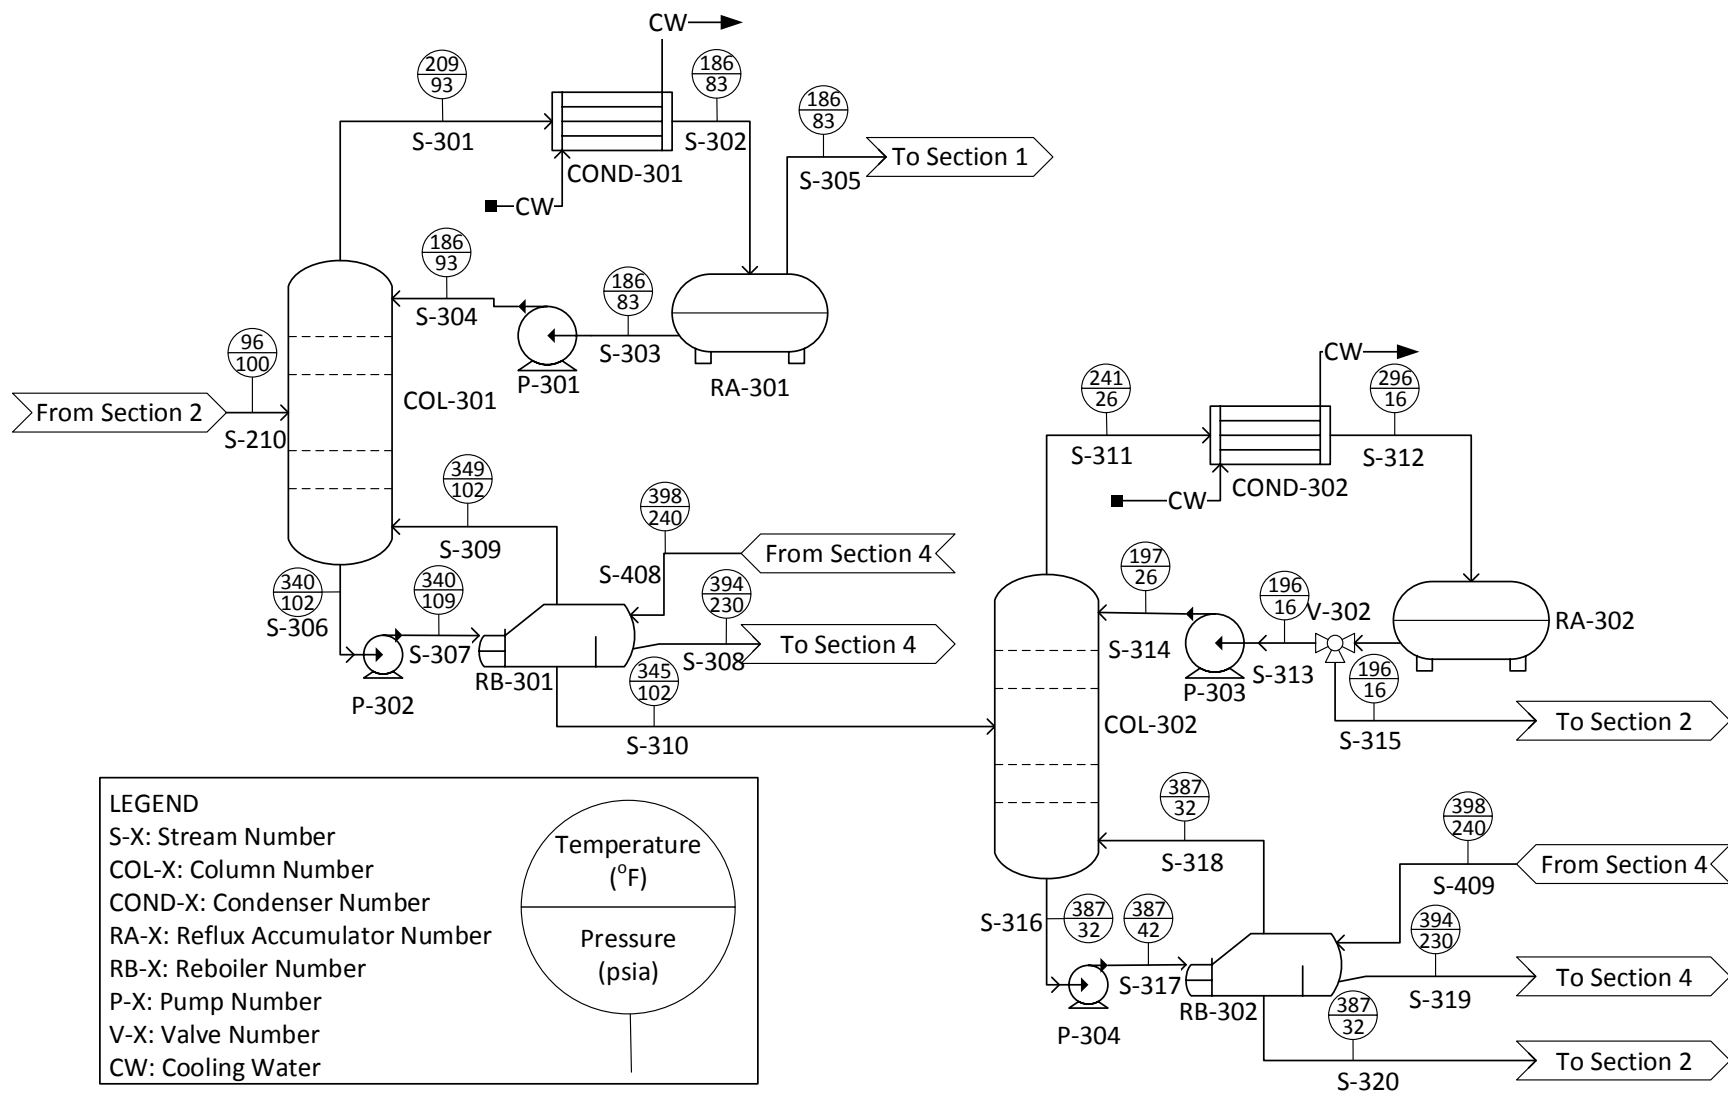 CW
209
93
186
83
186
83
S-301
S-302
To Section 1
COND-301
S-305
CW
186
93
186
83
S-304
S-303
P-301
RA-301
96
100
From Section 2
COL-301
S-210
CW
241
26
296
16
S-311
S-312
COND-302
CW
349
102
398
240
S-309
From Section 4
S-408
340
102
340
109
394
230
S-306
S-307
S-308
To Section 4
RB-301
P-302
345
102
S-310
197
26
196
16
V-302
RA-302
S-314
S-313
P-303
196
16
COL-302
S-315
To Section 2
387
32
398
240
S-318
From Section 4
S-409
S-316
387
32
387
42
394
230
S-317
RB-302
To Section 4
S-319
P-304
387
32
To Section 2
S-320
LEGEND
S-X: Stream Number
COL-X: Column Number
COND-X: Condenser Number
RA-X: Reflux Accumulator Number
RB-X: Reboiler Number
P-X: Pump Number
V-X: Valve Number
CW: Cooling Water
Temperature
(°F)
Pressure
(psia)